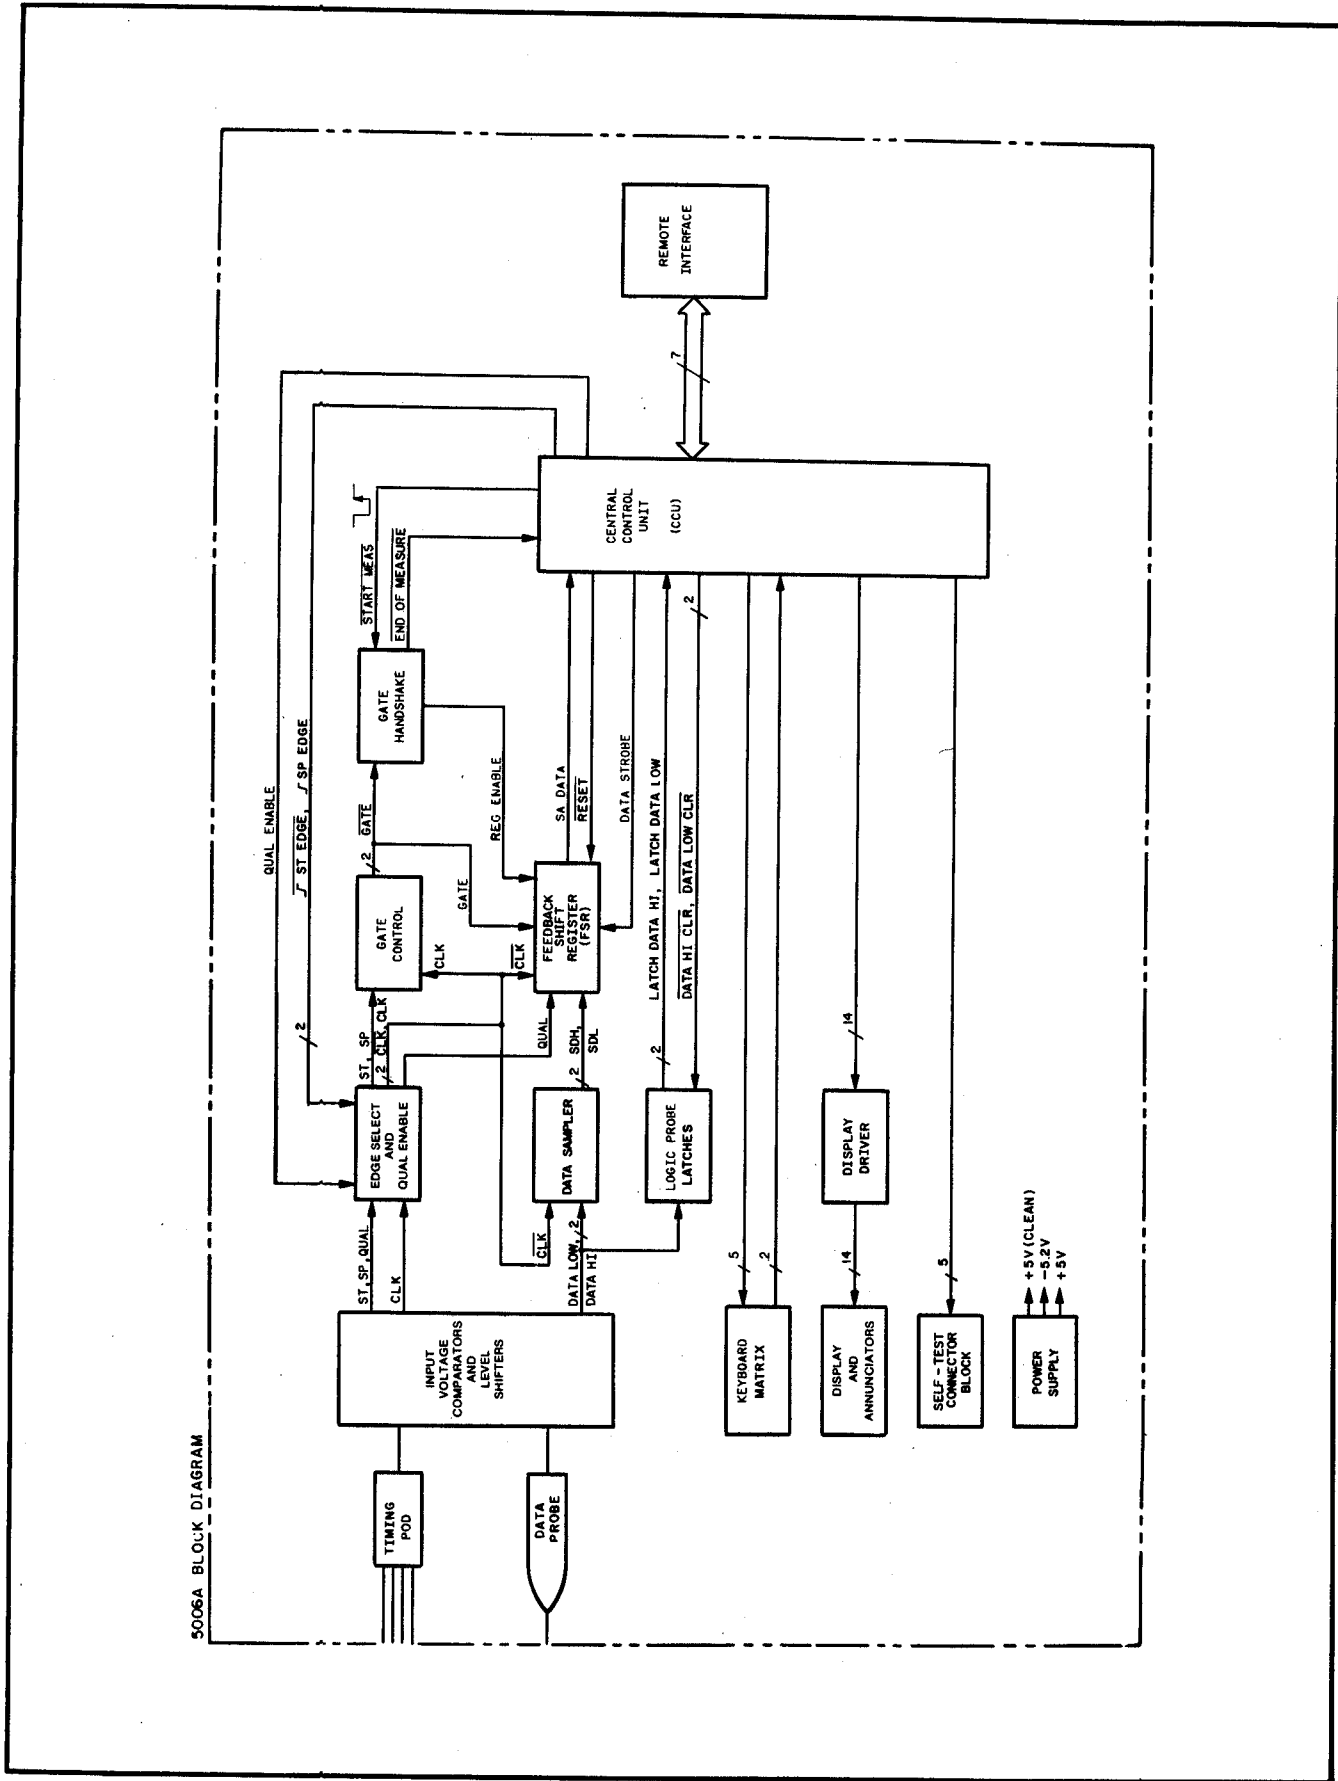 5006A BLOCK DIAGRAM
TIMING
POD
DATA
PROBE
INPUT
VOLTAGE
COMPARATORS
AND
LEVEL
SHIFTERS
ST, SP, QUAL
CLK
CLK
DATA LOW, 2
DATA HI
EDGE SELECT
AND
QUAL ENABLE
DATA SAMPLER
LOGIC PROBE
LATCHES
QUAL ENABLE
2
ST EDGE, SP EDGE
ST, SP
2 CLK, CLK
QUAL
2 SDH,
SDL
GATE
CONTROL
CLK
CLK
2 GATE
GATE
FEEDBACK
SHIFT
REGISTER
(FSR)
GATE
HANDSHAKE
START MEAS
END OF MEASURE
REG ENABLE
SA DATA
RESET
DATA STROBE
2
LATCH DATA HI, LATCH DATA LOW
DATA HI CLR, DATA LOW CLR
2
CENTRAL
CONTROL
UNIT
(CCU)
7
REMOTE
INTERFACE
KEYBOARD
MATRIX
5
2
DISPLAY
AND
ANNUNCIATORS
14
DISPLAY
DRIVER
14
SELF-TEST
CONNECTOR
BLOCK
5
POWER
SUPPLY
+5V (CLEAN)
-5.2V
+5V